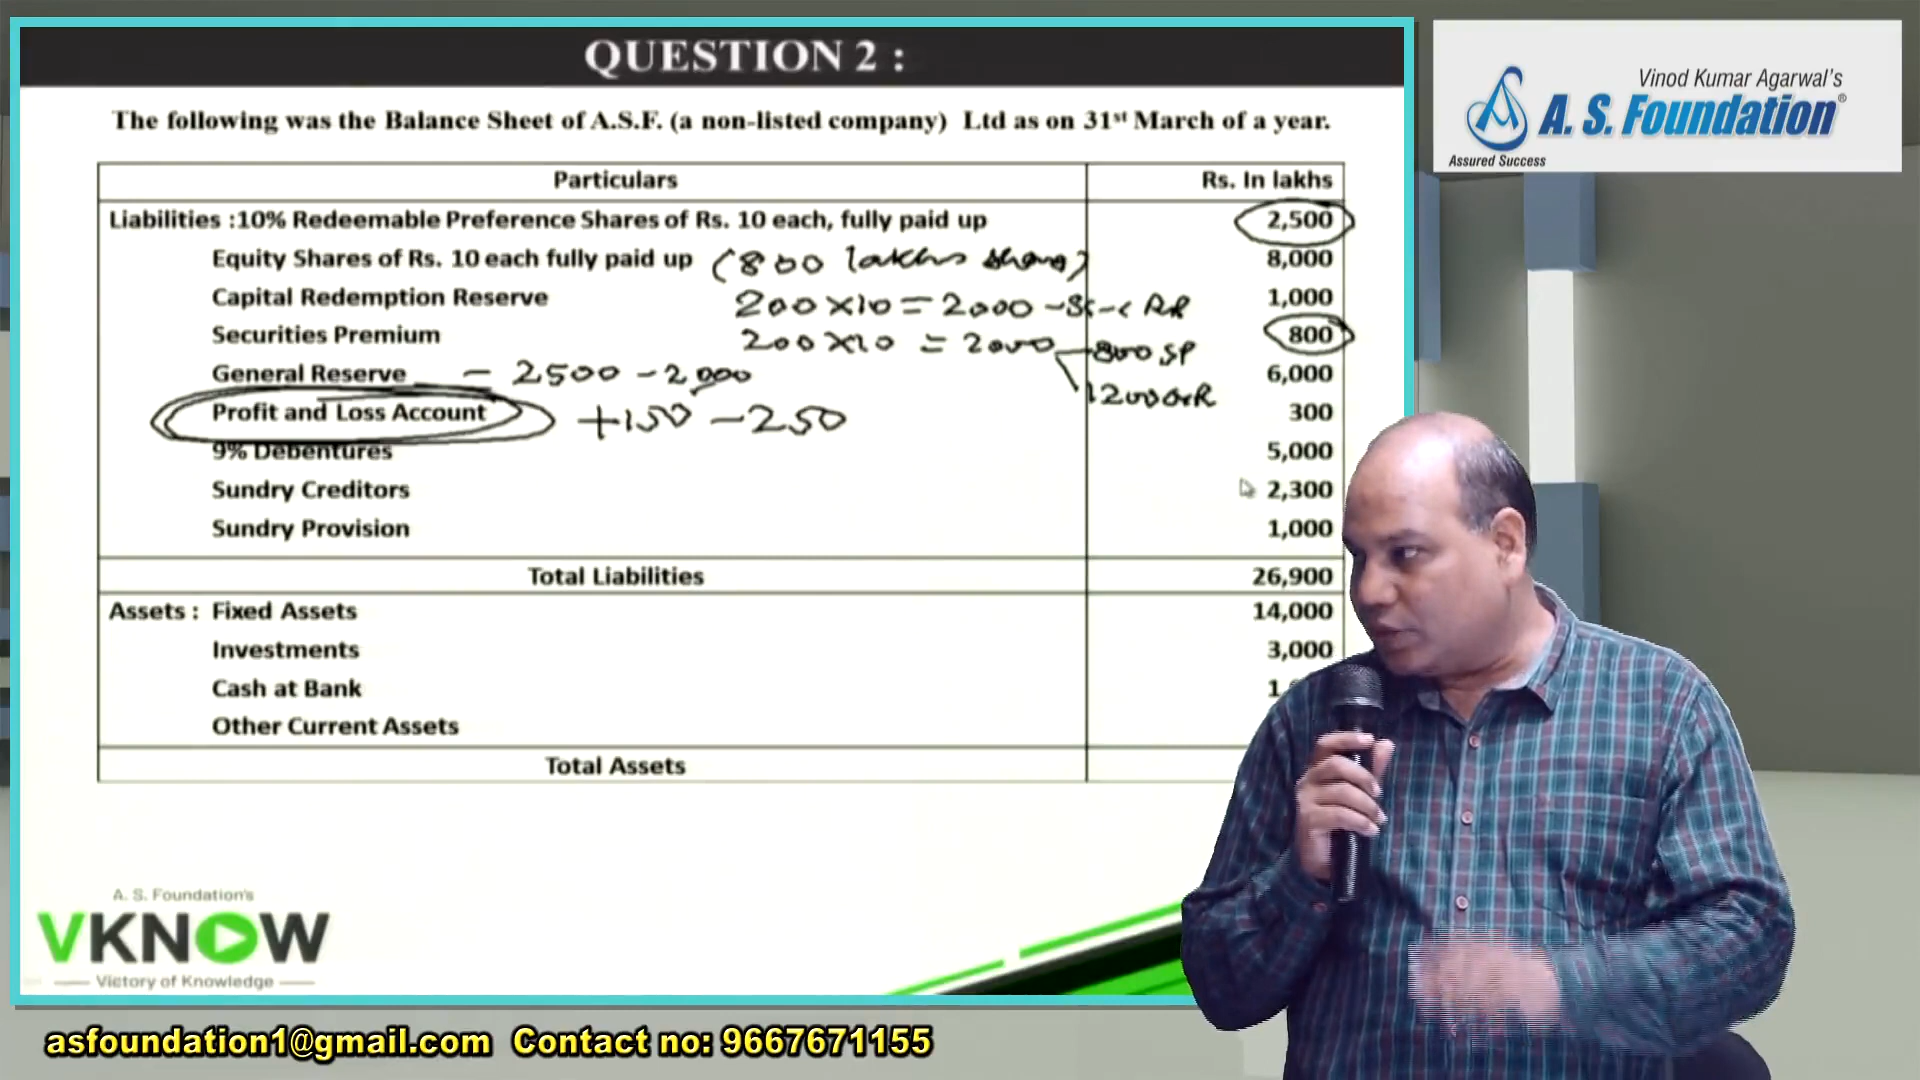 QUESTION 2 :
Vinod Kumar Agarwal's
A. S. Foundation®
Assured Success
The following was the Balance Sheet of A.S.F. (a non-listed company) Ltd as on 31st March of a year.
Particulars Rs. In lakhs
Liabilities :10% Redeemable Preference Shares of Rs. 10 each, fully paid up 2,500
Equity Shares of Rs. 10 each fully paid up (800 lakhs shares) 8,000
Capital Redemption Reserve 200×10 = 2000 1,000
Securities Premium 200×10 = 2000 800 SP 800
General Reserve - 2500 - 2000 1200 GR 6,000
Profit and Loss Account +150 - 250 300
9% Debentures 5,000
Sundry Creditors 2,300
Sundry Provision 1,000
Total Liabilities 26,900
Assets : Fixed Assets 14,000
Investments 3,000
Cash at Bank
Other Current Assets
Total Assets
A. S. Foundation's
VKNOW
Victory of Knowledge
asfoundation1@gmail.com Contact no: 9667671155